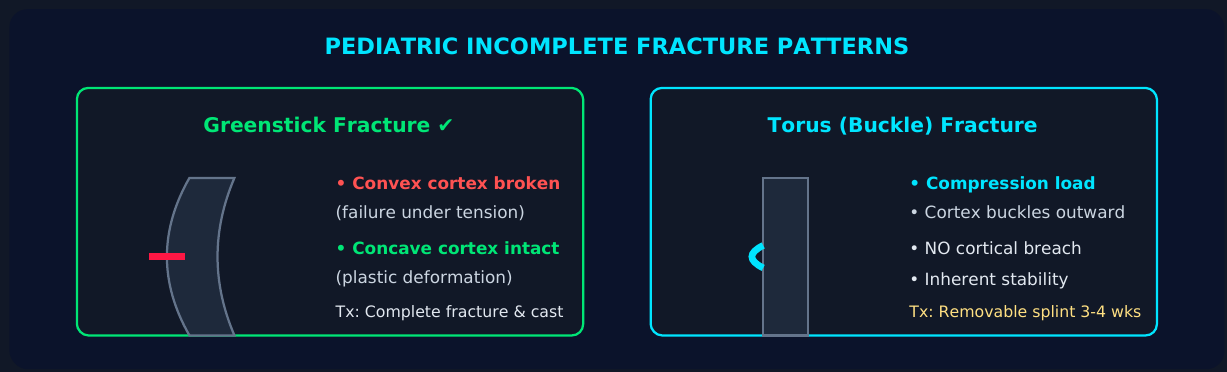 PEDIATRIC INCOMPLETE FRACTURE PATTERNS
Greenstick Fracture ✔
• Convex cortex broken
(failure under tension)
• Concave cortex intact
(plastic deformation)
Tx: Complete fracture & cast
Torus (Buckle) Fracture
• Compression load
• Cortex buckles outward
• NO cortical breach
• Inherent stability
Tx: Removable splint 3-4 wks